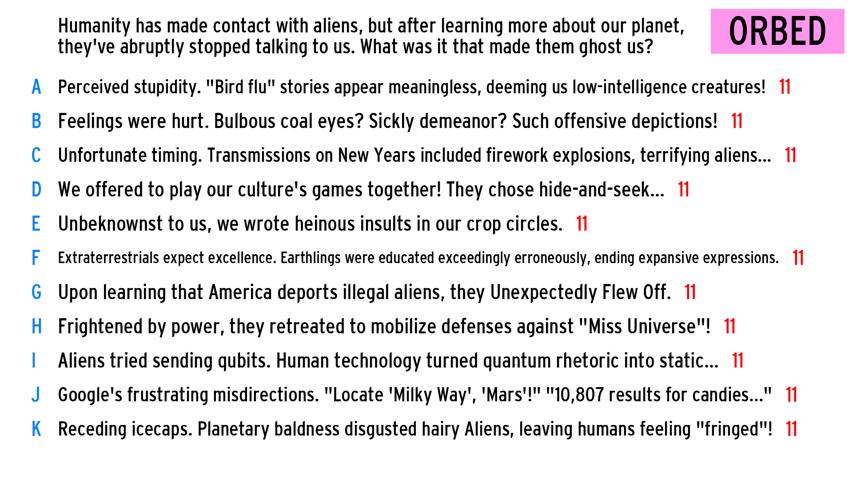 Humanity has made contact with aliens, but after learning more about our planet,
they've abruptly stopped talking to us. What was it that made them ghost us?
ORBED
A Perceived stupidity. "Bird flu" stories appear meaningless, deeming us low-intelligence creatures! 11
B Feelings were hurt. Bulbous coal eyes? Sickly demeanor? Such offensive depictions! 11
C Unfortunate timing. Transmissions on New Years included firework explosions, terrifying aliens... 11
D We offered to play our culture's games together! They chose hide-and-seek... 11
E Unbeknownst to us, we wrote heinous insults in our crop circles. 11
F Extraterrestrials expect excellence. Earthlings were educated exceedingly erroneously, ending expansive expressions. 11
G Upon learning that America deports illegal aliens, they Unexpectedly Flew Off. 11
H Frightened by power, they retreated to mobilize defenses against "Miss Universe"! 11
I Aliens tried sending qubits. Human technology turned quantum rhetoric into static... 11
J Google's frustrating misdirections. "Locate 'Milky Way', 'Mars'!" "10,807 results for candies..." 11
K Receding icecaps. Planetary baldness disgusted hairy Aliens, leaving humans feeling "fringed"! 11